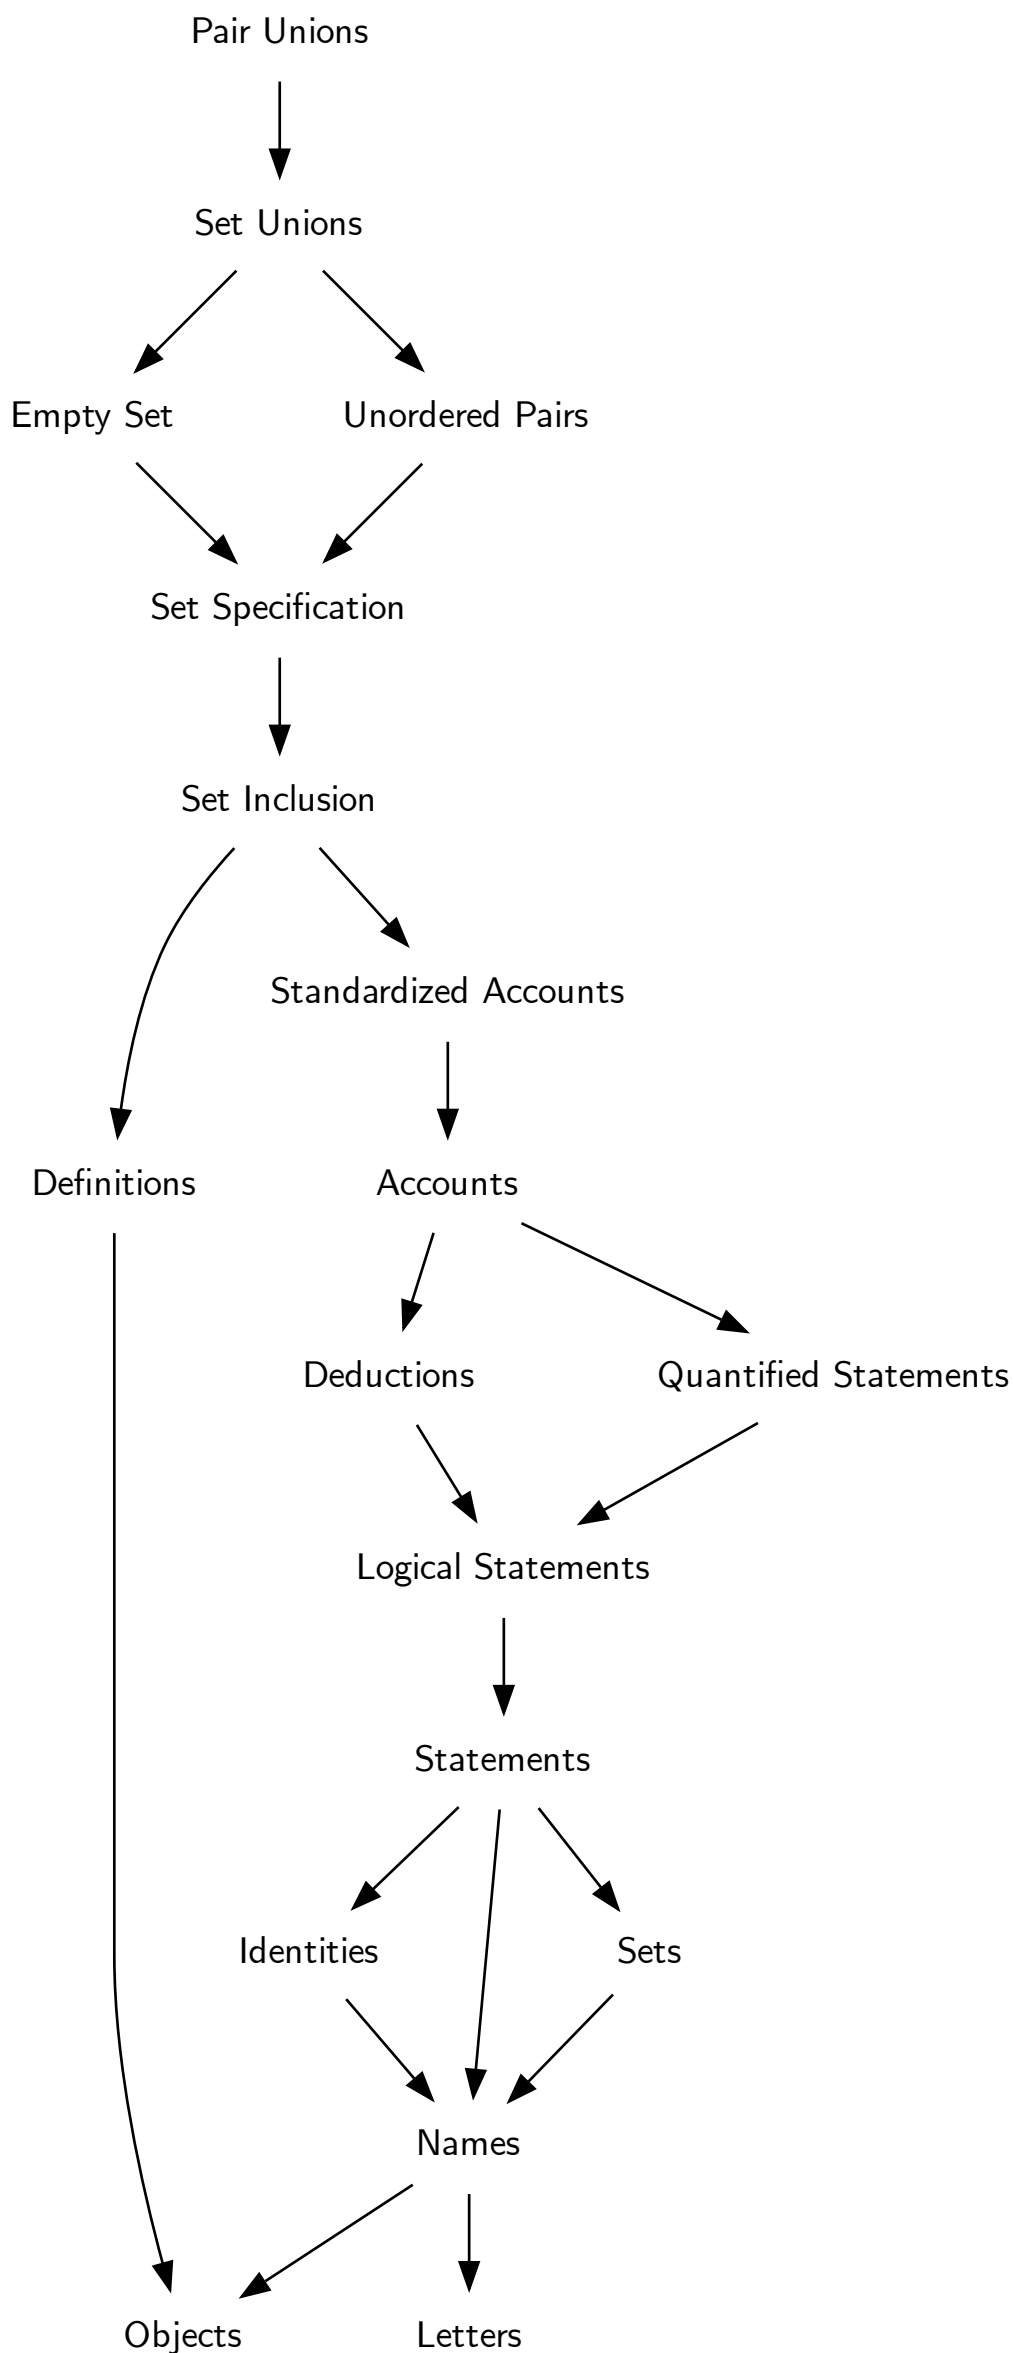 Pair Unions
Set Unions
Empty Set
Unordered Pairs
Set Specification
Set Inclusion
Standardized Accounts
Definitions
Accounts
Deductions
Quantified Statements
Logical Statements
Statements
Identities
Sets
Names
Objects
Letters